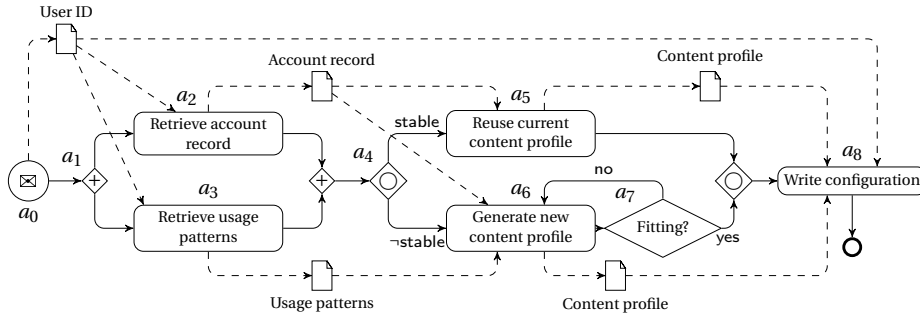 User ID
Account record
Content profile
a2
a5
Retrieve account
record
stable
Reuse current
content profile
a1
a4
a8
a0
a3
a6
no
a7
Write configuration
Retrieve usage
patterns
¬stable
Generate new
content profile
Fitting?
yes
Usage patterns
Content profile